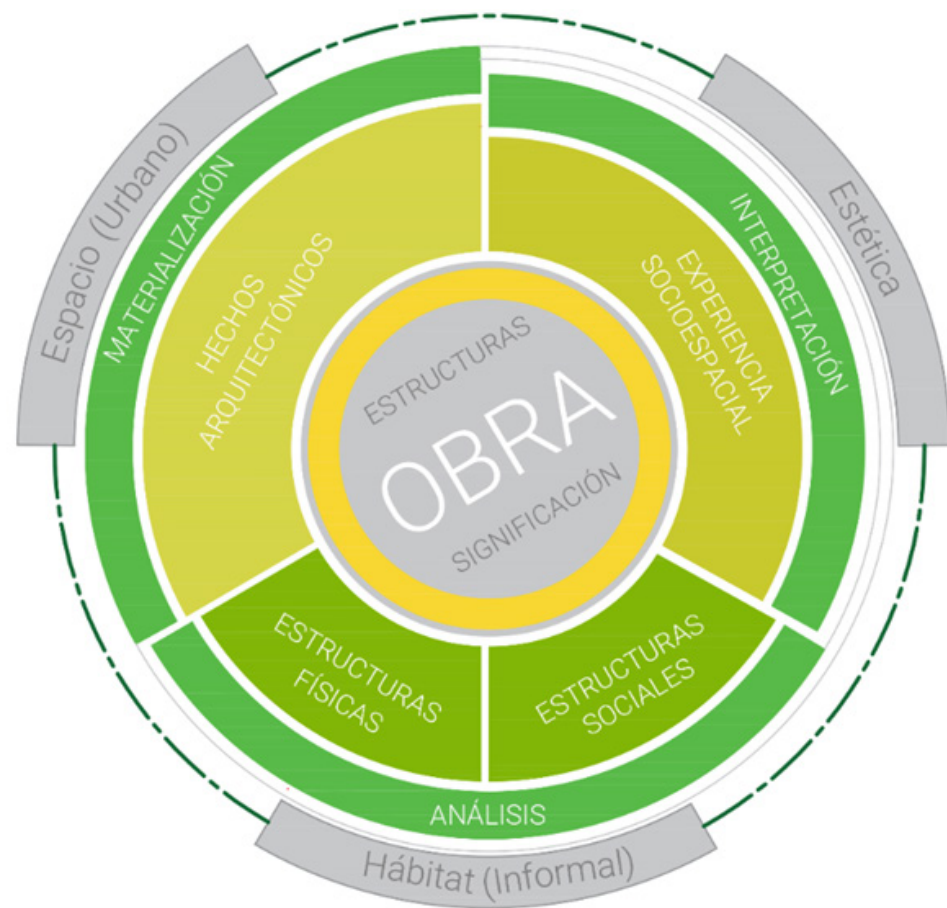 Espacio (Urbano)
MATERIALIZACIÓN
HECHOS
ARQUITECTÓNICOS
Estética
INTERPRETACIÓN
EXPERIENCIA
SOCIOESPACIAL
ESTRUCTURAS
OBRA
SIGNIFICACIÓN
ESTRUCTURAS
FÍSICAS
ESTRUCTURAS
SOCIALES
ANÁLISIS
Hábitat (Informal)